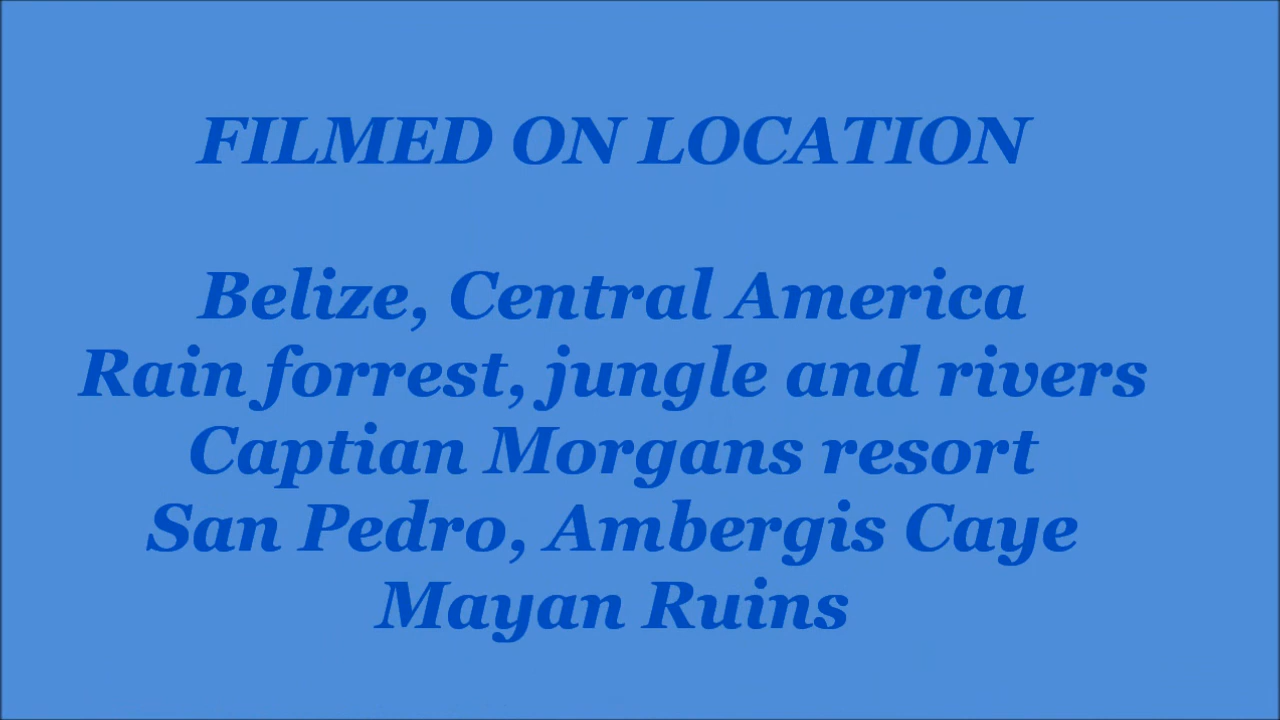 FILMED ON LOCATION
Belize, Central America
Rain forrest, jungle and rivers
Captian Morgans resort
San Pedro, Ambergis Caye
Mayan Ruins